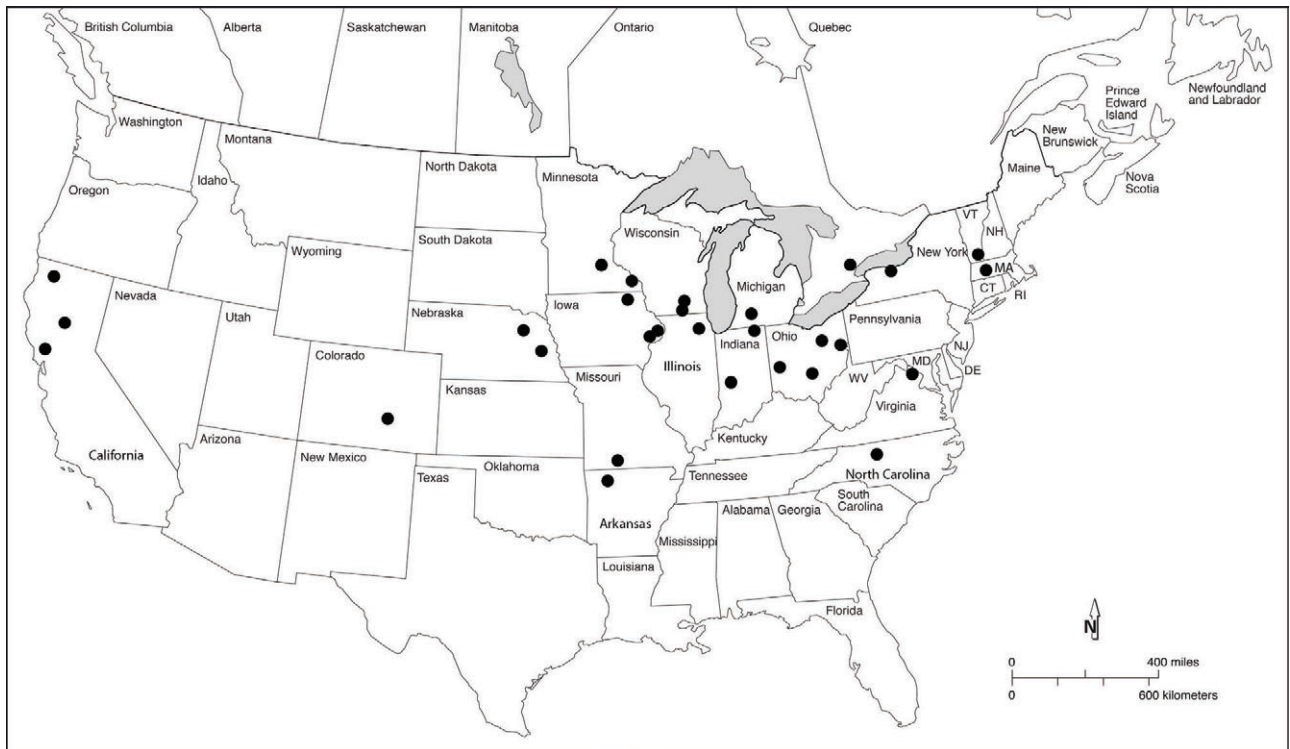 British Columbia
Alberta
Saskatchewan
Manitoba
Ontario
Quebec
Newfoundland
and Labrador
Prince
Edward
Island
New
Brunswick
Nova
Scotia
Washington
Montana
North Dakota
Minnesota
Maine
Oregon
Idaho
VT
NH
South Dakota
Wisconsin
New York
Wyoming
MA
Michigan
CT
RI
Nevada
Iowa
Nebraska
Pennsylvania
Utah
Indiana
Ohio
NJ
Colorado
Illinois
MD
DE
Missouri
WV
Kansas
Virginia
Kentucky
Arizona
California
New Mexico
Oklahoma
Texas
Tennessee
North Carolina
South
Carolina
Arkansas
Alabama
Georgia
Mississippi
Louisiana
Florida
N
0
400 miles
0
600 kilometers